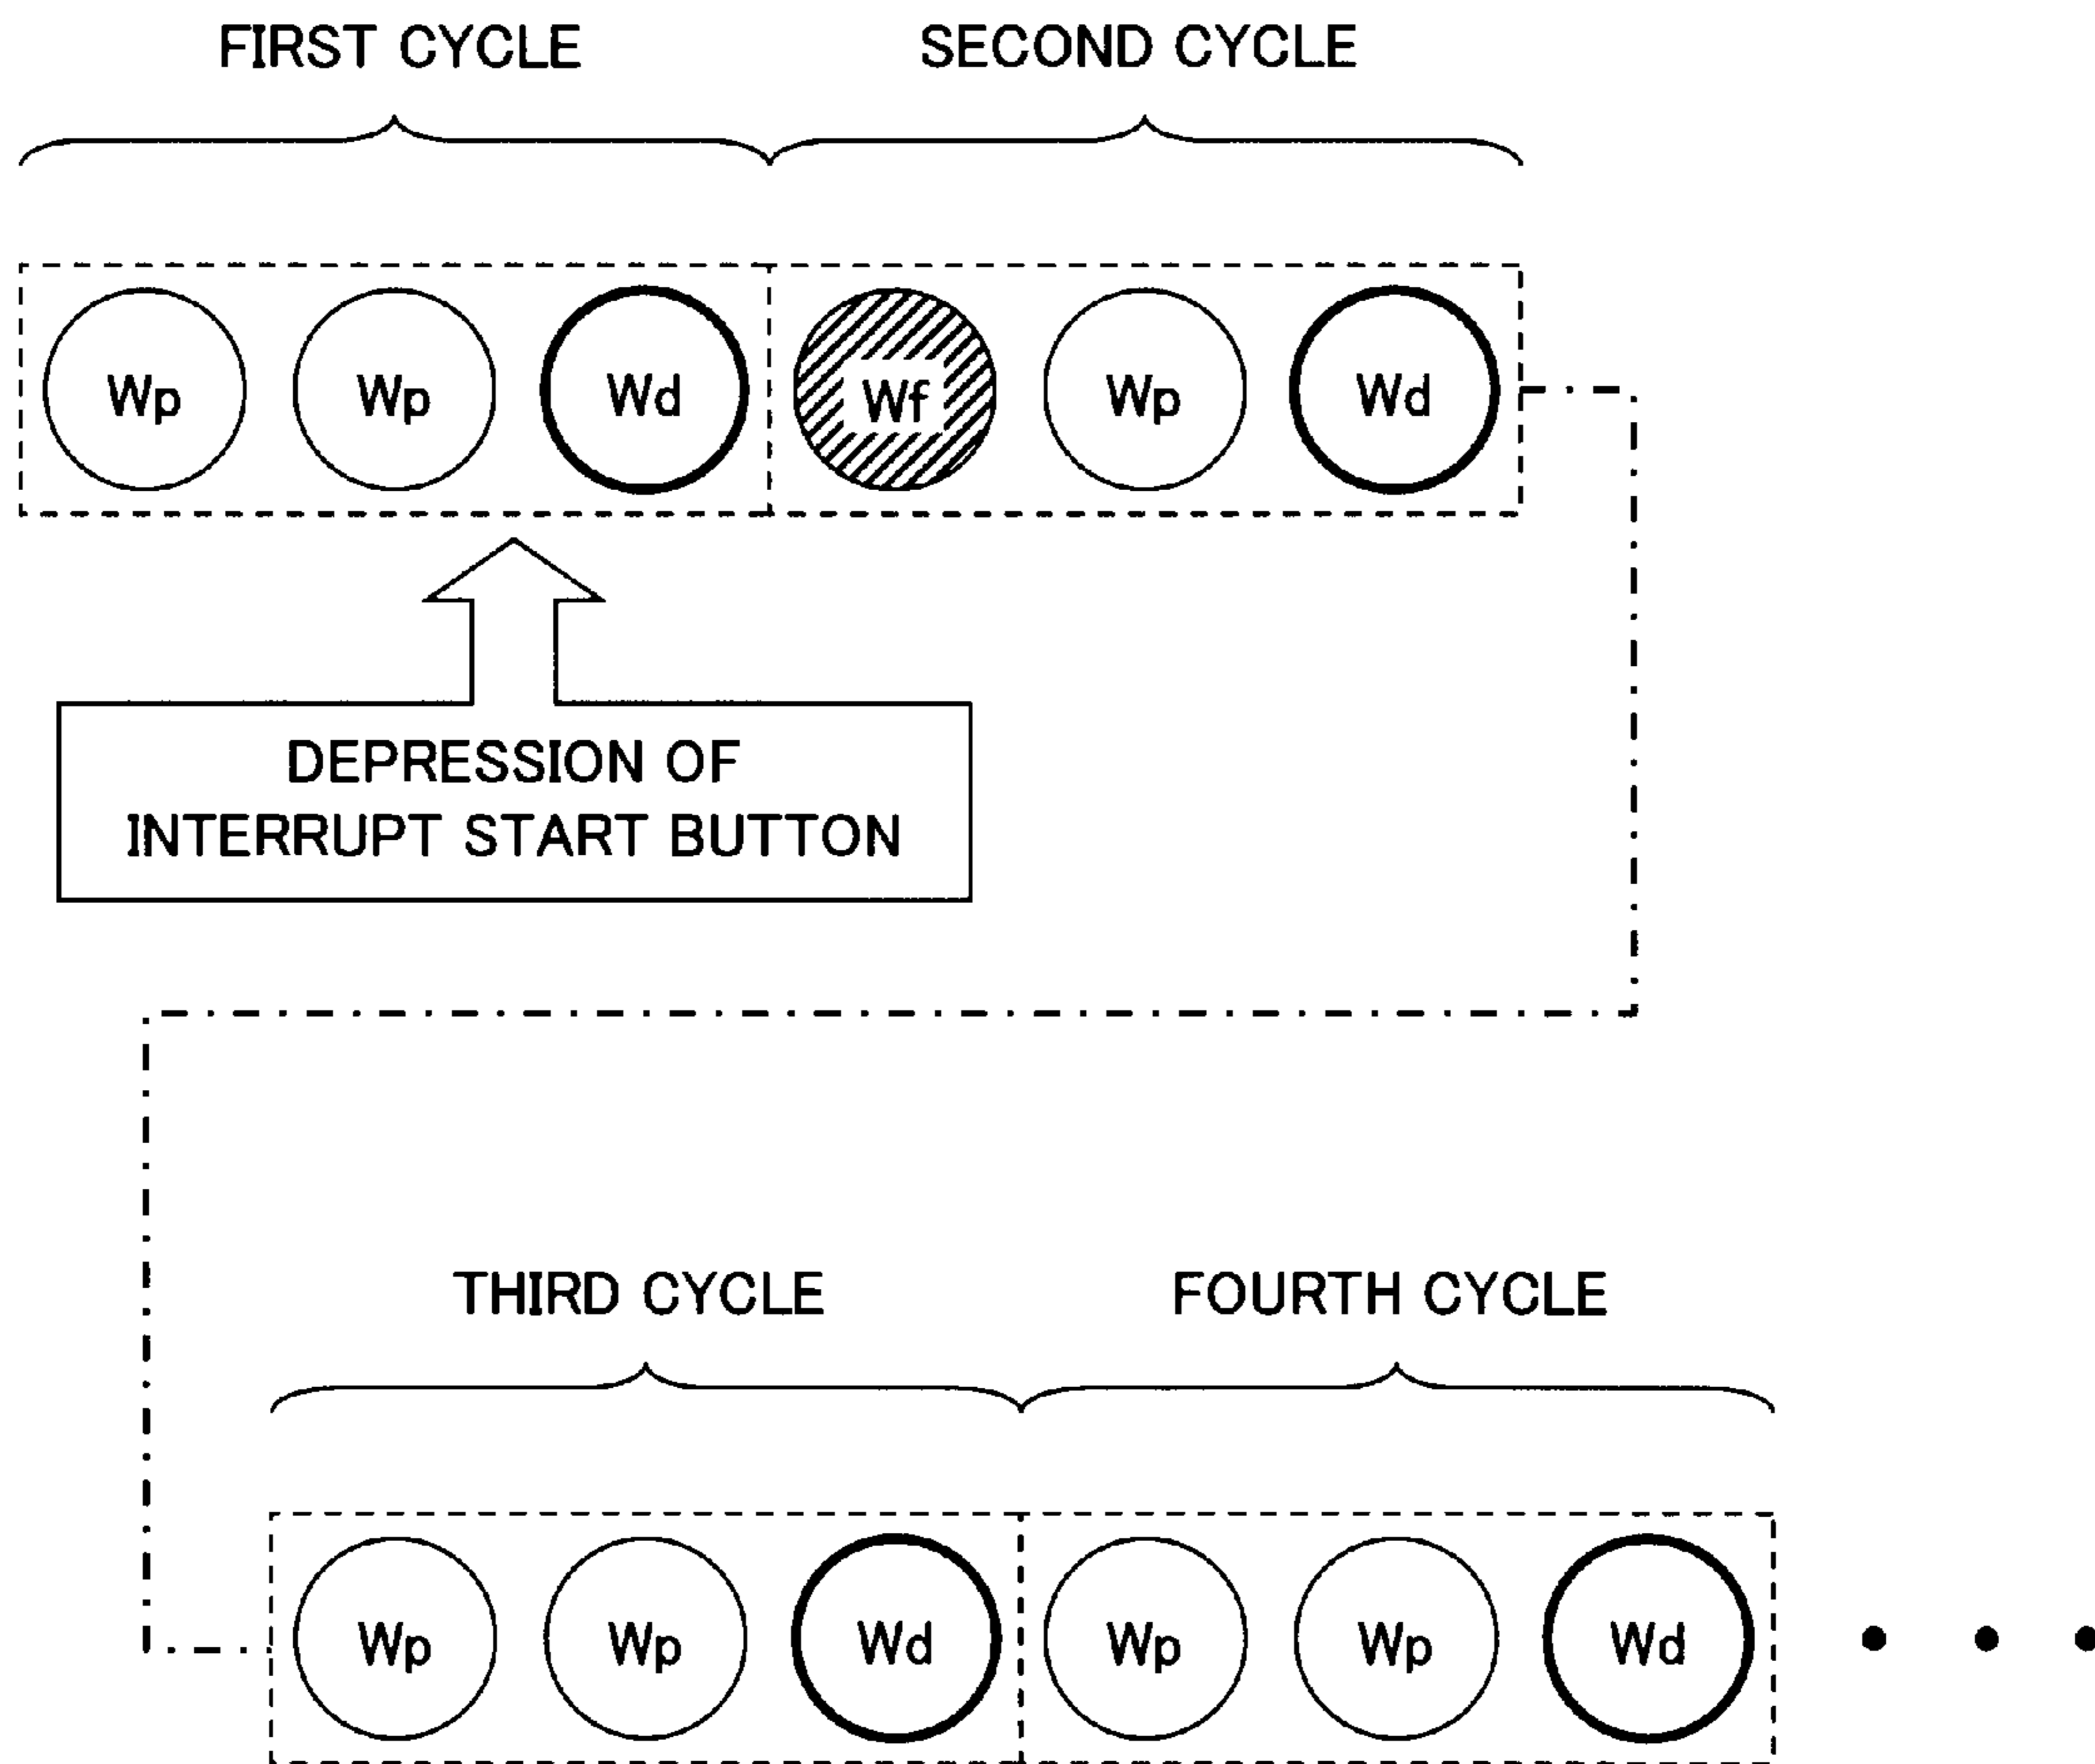 FIRST CYCLE SECOND CYCLE
Wp Wp Wd Wf Wp Wd
DEPRESSION OF
INTERRUPT START BUTTON
THIRD CYCLE FOURTH CYCLE
Wp Wp Wd Wp Wp Wd